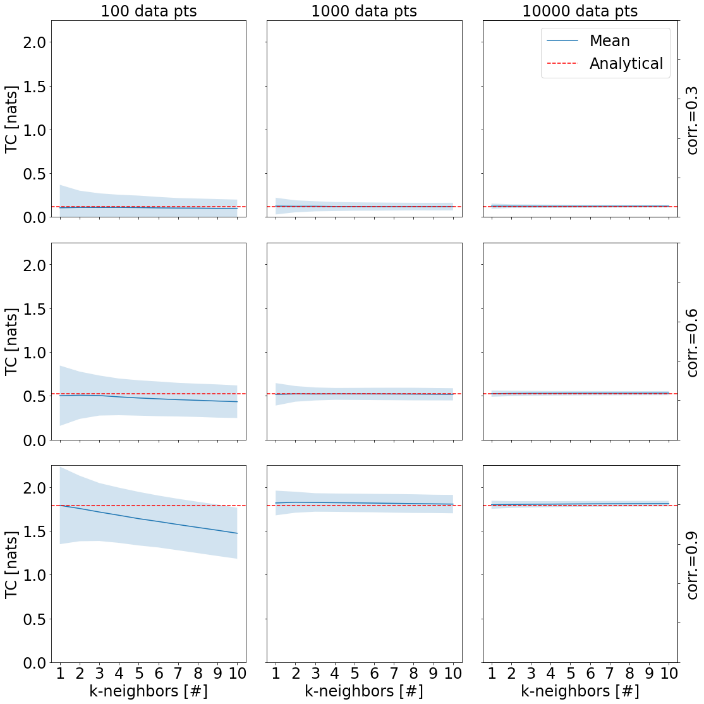 100 data pts 1000 data pts 10000 data pts
Mean
Analytical
TC [nats]
2.0
1.5
1.0
0.5
0.0
corr.=0.3
TC [nats]
2.0
1.5
1.0
0.5
0.0
corr.=0.6
TC [nats]
2.0
1.5
1.0
0.5
0.0
corr.=0.9
1 2 3 4 5 6 7 8 9 10 1 2 3 4 5 6 7 8 9 10 1 2 3 4 5 6 7 8 9 10
k-neighbors [#] k-neighbors [#] k-neighbors [#]